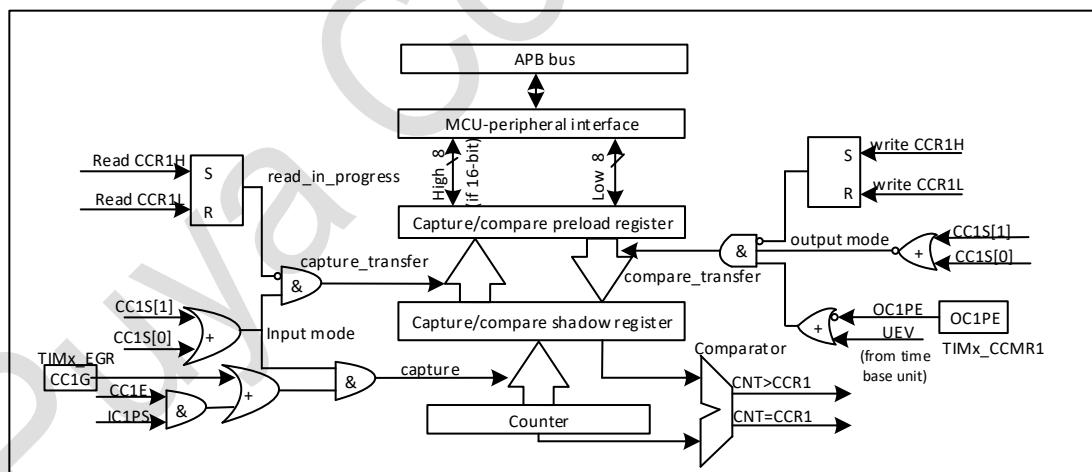 APB bus
MCU-peripheral interface
High 8
(if 16-bit)
Low 8
Read CCR1H
Read CCR1L
S
R
read_in_progress
write CCR1H
write CCR1L
S
R
Capture/compare preload register
capture_transfer
&
compare_transfer
&
output mode
+
CC1S[1]
CC1S[0]
CC1S[1]
CC1S[0]
+
Input mode
Capture/compare shadow register
+
OC1PE
UEV
(from time
base unit)
OC1PE
TIMx_CCMR1
TIMx_EGR
CC1G
CC1E
IC1PS
&
+
&
capture
Counter
Comparator
CNT>CCR1
CNT=CCR1